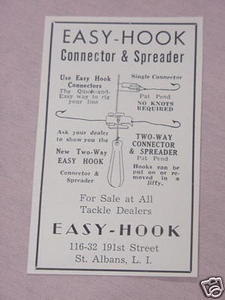 EASY-HOOK
Connector & Spreader
Use Easy Hook
Connectors
The Quick and
Easy way to rig
your line
Single Connector
Pat Pend
NO KNOTS
REQUIRED
Ask your dealer
to show you the
New Two-Way
EASY HOOK
Connector &
Spreader
TWO-WAY
CONNECTOR
& SPREADER
Pat Pend
Hooks can be
put on or re-
moved in a
jiffy.
For Sale at All
Tackle Dealers
EASY-HOOK
116-32 191st Street
St. Albans, L. I.